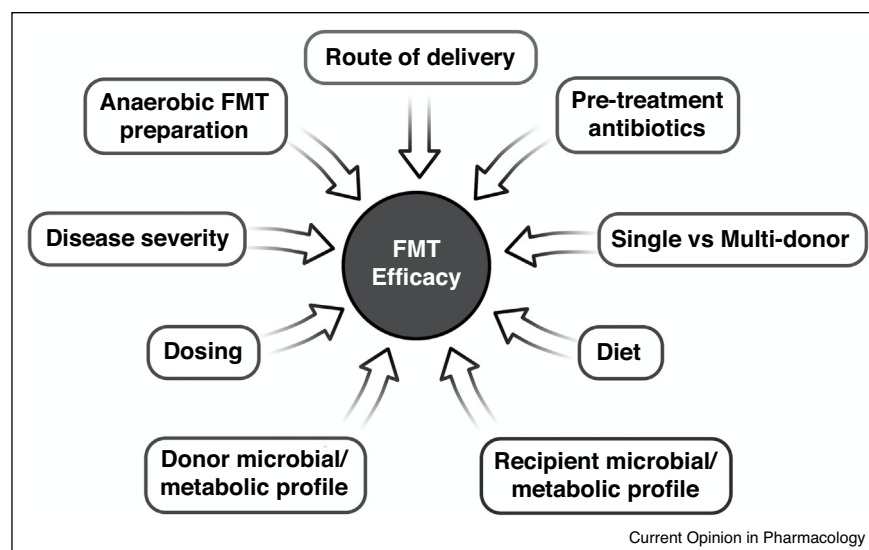 Route of delivery
Anaerobic FMT
preparation
Pre-treatment
antibiotics
Disease severity
FMT
Efficacy
Single vs Multi-donor
Dosing
Diet
Donor microbial/
metabolic profile
Recipient microbial/
metabolic profile
Current Opinion in Pharmacology